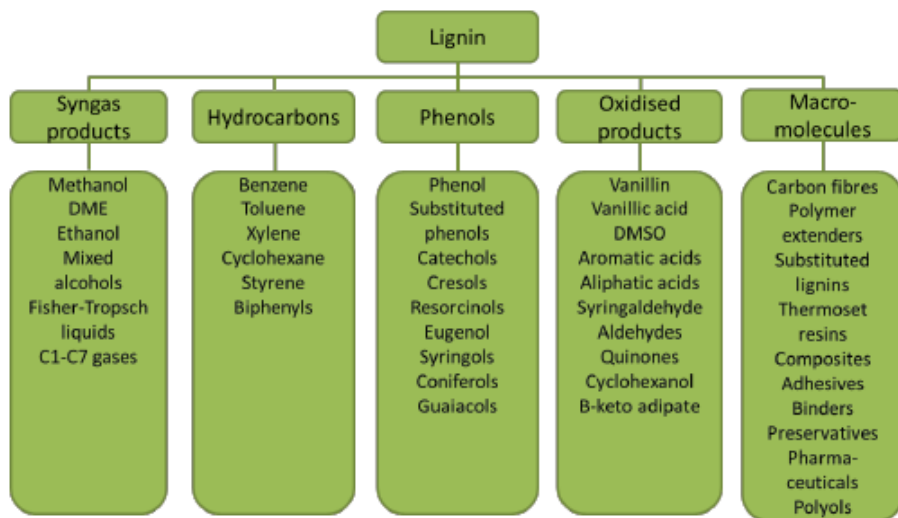 Lignin
Syngas
products
Hydrocarbons
Phenols
Oxidised
products
Macro-
molecules
Methanol
DME
Ethanol
Mixed
alcohols
Fisher-Tropsch
liquids
C1-C7 gases
Benzene
Toluene
Xylene
Cyclohexane
Styrene
Biphenyls
Phenol
Substituted
phenols
Catechols
Cresols
Resorcinols
Eugenol
Syringols
Coniferols
Guaiacols
Vanillin
Vanillic acid
DMSO
Aromatic acids
Aliphatic acids
Syringaldehyde
Aldehydes
Quinones
Cyclohexanol
B-keto adipate
Carbon fibres
Polymer
extenders
Substituted
lignins
Thermoset
resins
Composites
Adhesives
Binders
Preservatives
Pharma-
ceuticals
Polyols